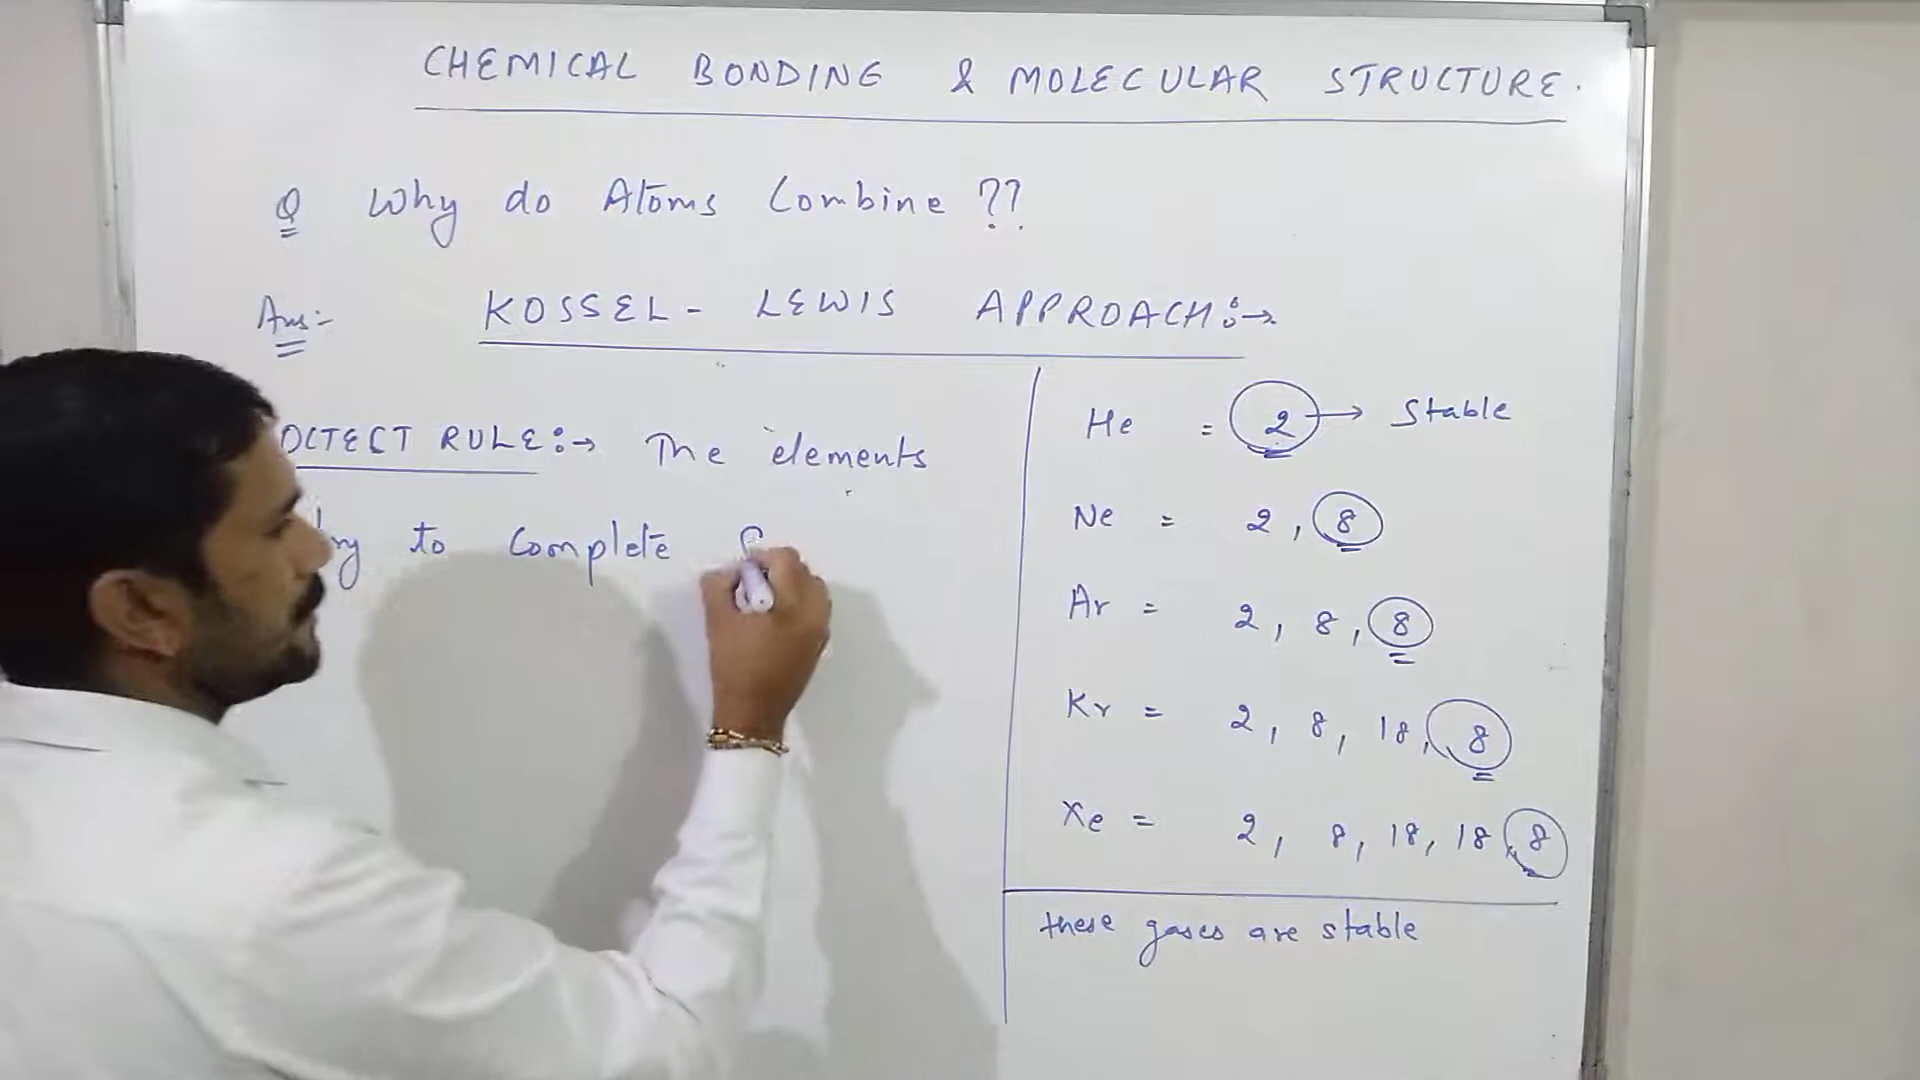 CHEMICAL BONDING & MOLECULAR STRUCTURE.
Q Why do Atoms Combine ??
Ans:- KOSSEL - LEWIS APPROACH:→
OCTECT RULE:→ The elements
to complete
He = 2 → Stable
Ne = 2, 8
Ar = 2, 8, 8
Kr = 2, 8, 18, 8
Xe = 2, 8, 18, 18, 8
these gases are stable